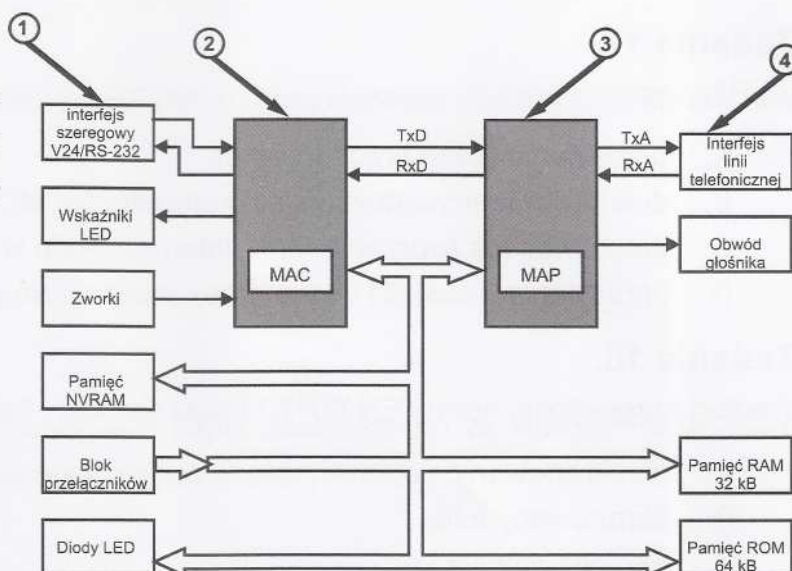 1
2
3
4
interfejs
szeregowy
V24/RS-232
TxD
RxD
TxA
RxA
Interfejs
linii
telefonicznej
Wskaźniki
LED
Obwód
głośnika
MAC
MAP
Zworki
Pamięć
NVRAM
Blok
przełączników
Pamięć RAM
32 kB
Diody LED
Pamięć ROM
64 kB